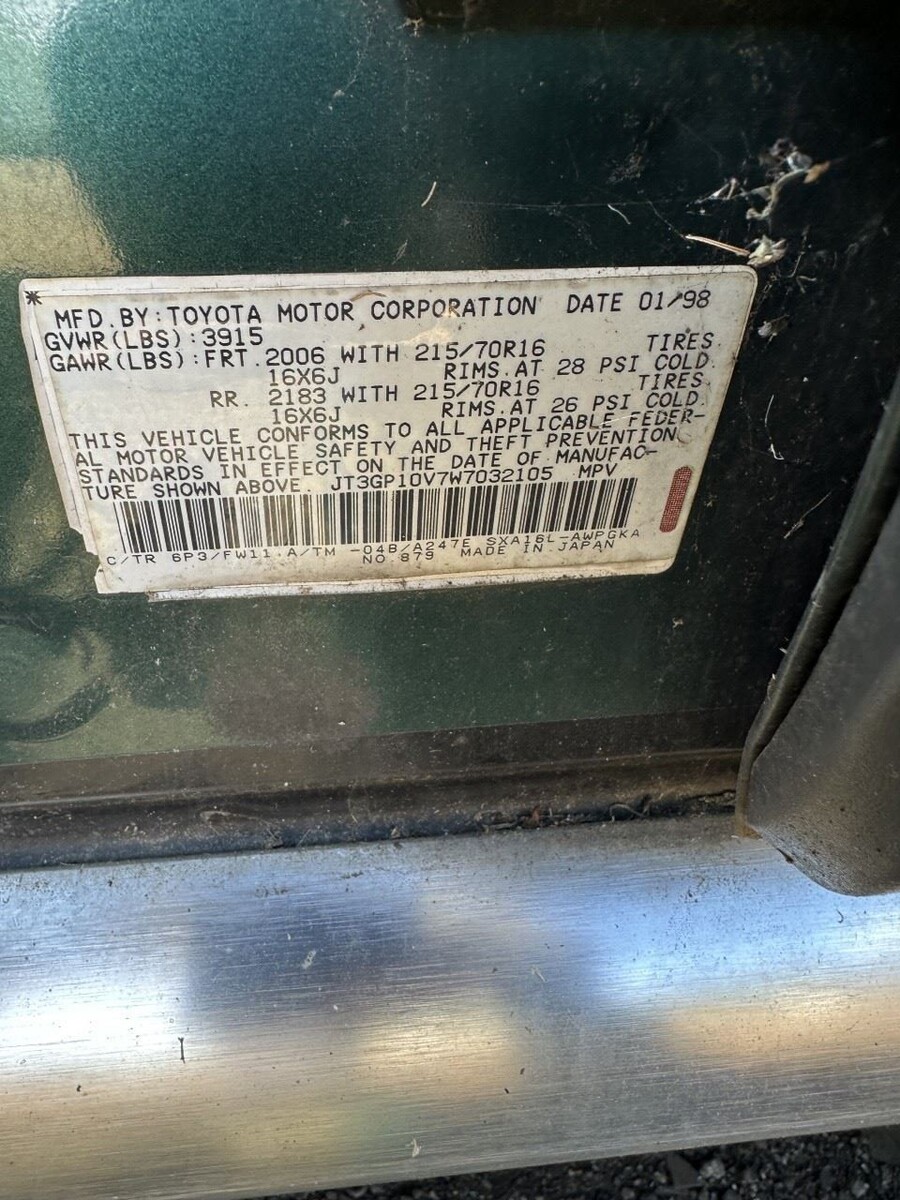 MFD.BY:TOYOTA MOTOR CORPORATION DATE 01/98
GVWR(LBS):3915
GAWR(LBS):FRT.2006 WITH 215/70R16 TIRES.
16X6J RIMS.AT 28 PSI COLD.
RR. 2183 WITH 215/70R16 TIRES.
16X6J RIMS.AT 26 PSI COLD.
THIS VEHICLE CONFORMS TO ALL APPLICABLE FEDER-
AL MOTOR VEHICLE SAFETY AND THEFT PREVENTION
STANDARDS IN EFFECT ON THE DATE OF MANUFAC-
TURE SHOWN ABOVE. JT3GP10V7W7032105 MPV
C/TR 6P3/FW11.A/TM -04B/A247E SXA16L-AWPGKA
NO.879 MADE IN JAPAN